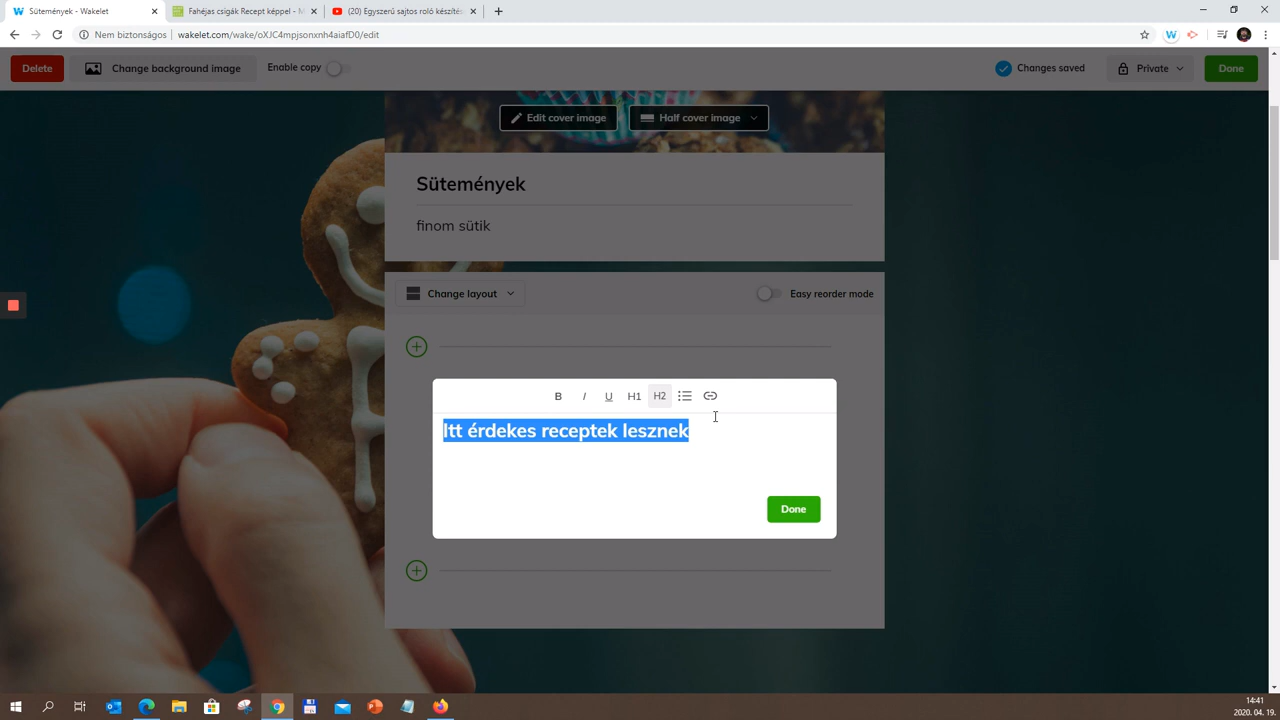 Sütemények - Wakelet
Fahéjas csigák Recept képpel - M
(20) Egyszerű sajtos roló készítés
Nem biztonságos
wakelet.com/wake/oXJC4mpjsonxnh4aiafD0/edit
Delete
Change background image
Enable copy
Changes saved
Private
Done
Edit cover image
Half cover image
Sütemények
finom sütik
Change layout
Easy reorder mode
B I U H1 H2
Itt érdekes receptek lesznek
Done
14:41
2020. 04. 19.